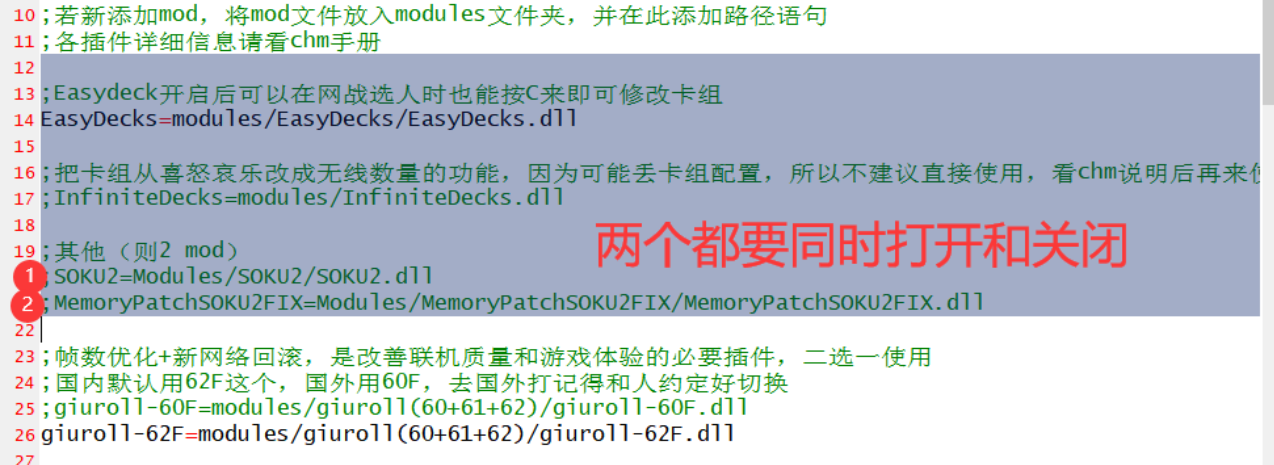 10 ;若新添加mod，将mod文件放入modules文件夹，并在此添加路径语句
11 ;各插件详细信息请看chm手册
12
13 ;Easydeck开启后可以在网战选人时也能按C来即可修改卡组
14 EasyDecks=modules/EasyDecks/EasyDecks.dll
15
16 ;把卡组从喜怒哀乐改成无线数量的功能，因为可能丢卡组配置，所以不建议直接使用，看chm说明后再来
17 ;InfiniteDecks=modules/InfiniteDecks.dll
18
19 ;其他（则2 mod）
两个都要同时打开和关闭
1 ;SOKU2=Modules/SOKU2/SOKU2.dll
2 ;MemoryPatchSOKU2FIX=Modules/MemoryPatchSOKU2FIX/MemoryPatchSOKU2FIX.dll
22
23 ;帧数优化+新网络回滚，是改善联机质量和游戏体验的必要插件，二选一使用
24 ;国内默认用62F这个，国外用60F，去国外打记得和人约定好切换
25 ;giuroll-60F=modules/giuroll(60+61+62)/giuroll-60F.dll
26 giuroll-62F=modules/giuroll(60+61+62)/giuroll-62F.dll
27